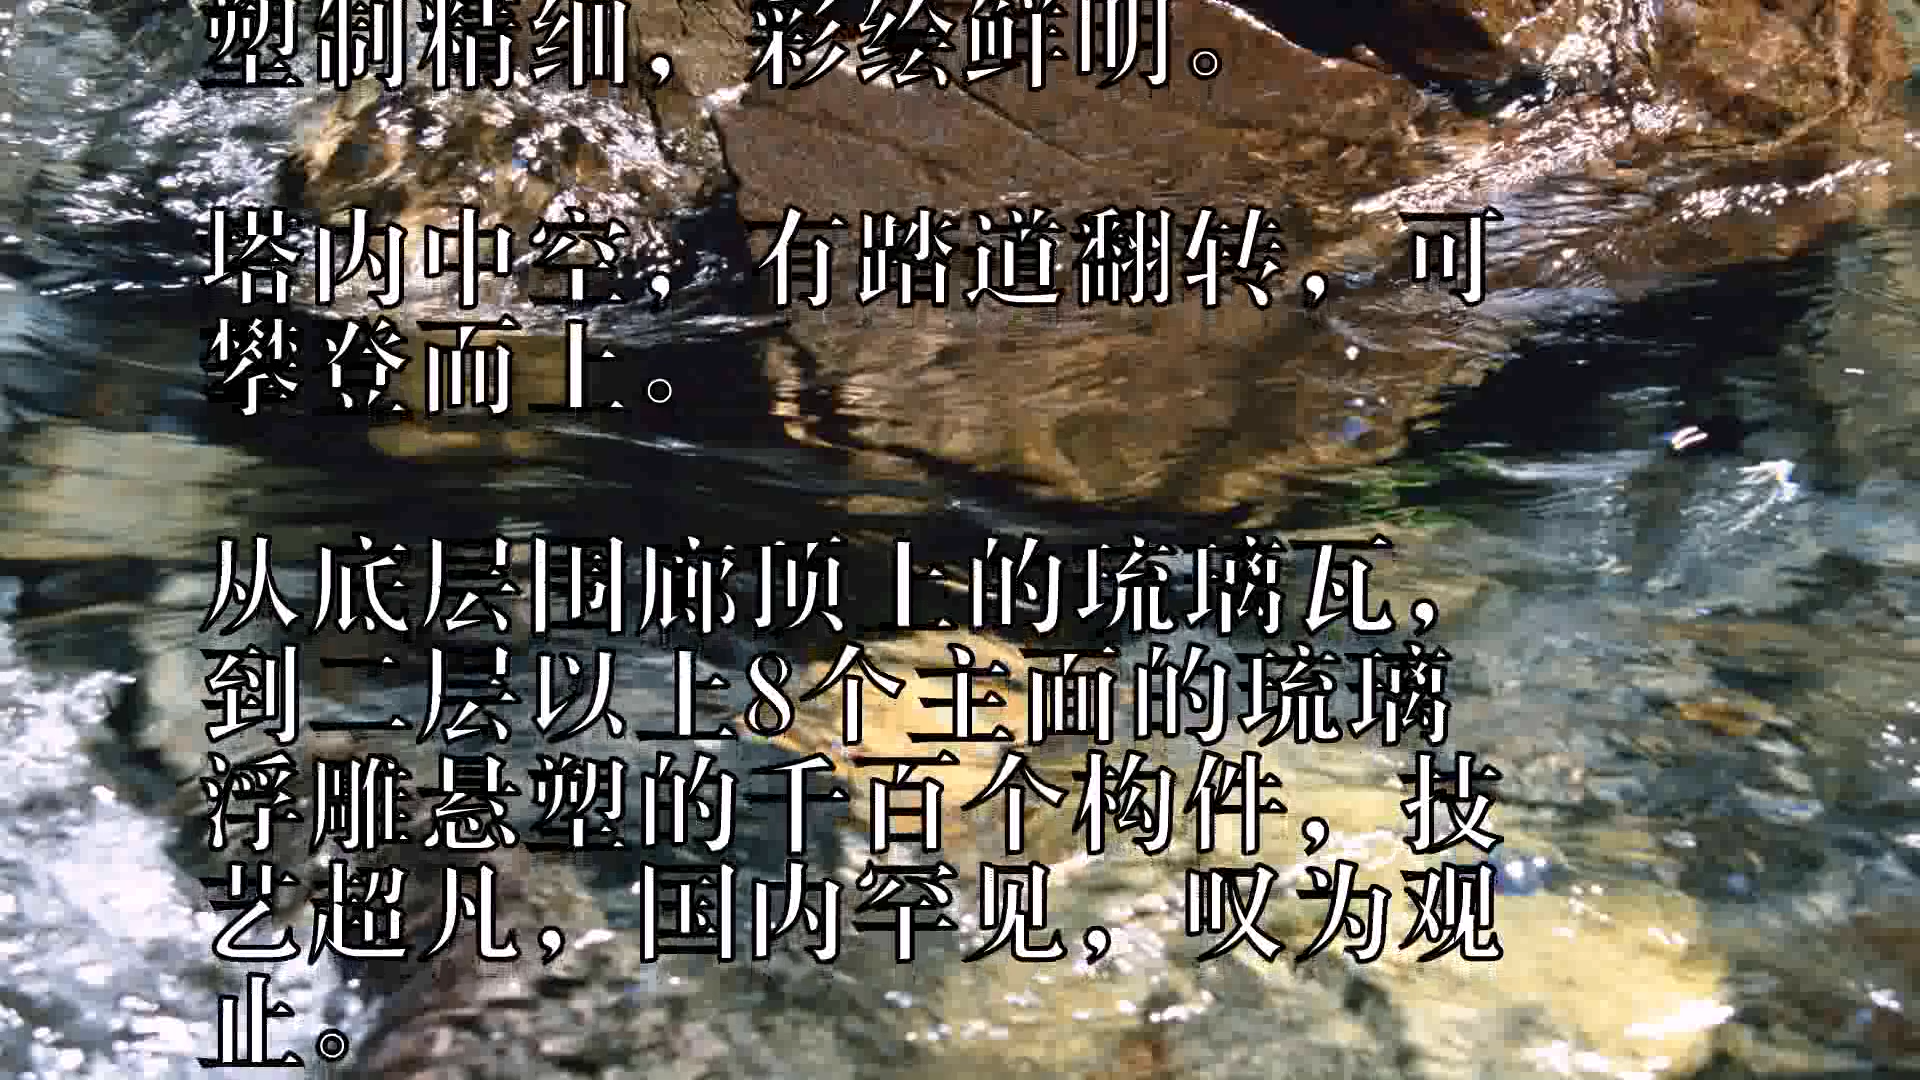 塑制精细，彩绘鲜明。
塔内中空，有踏道翻转，可
攀登而上。
从底层围廊顶上的琉璃瓦，
到二层以上8个主面的琉璃
浮雕悬塑的千百个构件，技
艺超凡，国内罕见，叹为观
止。